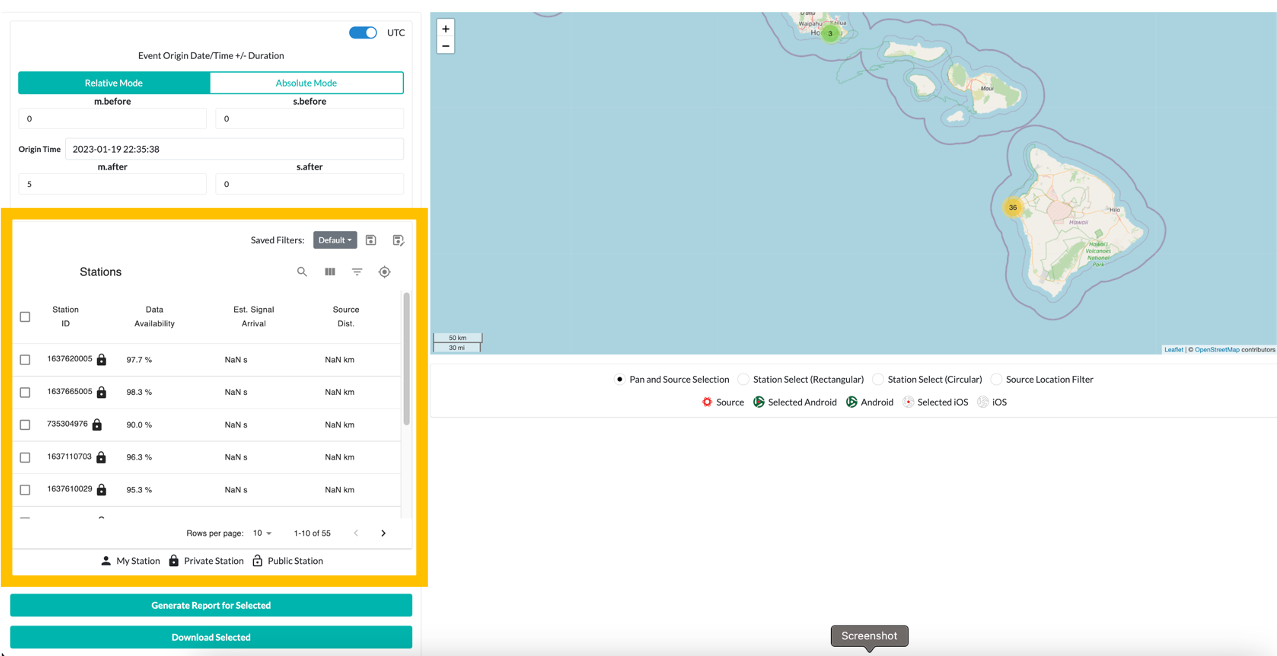 UTC
Event Origin Date/Time +/- Duration
Relative Mode Absolute Mode
m.before s.before
0 0
Origin Time 2023-01-19 22:35:38
m.after s.after
5 0
Saved Filters: Default
Stations
Station ID Data Availability Est. Signal Arrival Source Dist.
1637620005 97.7 % NaN s NaN km
1637665005 98.3 % NaN s NaN km
735304976 90.0 % NaN s NaN km
1637110703 96.3 % NaN s NaN km
1637610029 95.3 % NaN s NaN km
Rows per page: 10 1-10 of 55
My Station Private Station Public Station
Generate Report for Selected
Download Selected
+
−
3
Maui
36
Hilo
Hawaii
Hawai'i
Volcanoes
National
Park
50 km
30 mi
Leaflet | © OpenStreetMap contributors
Pan and Source Selection Station Select (Rectangular) Station Select (Circular) Source Location Filter
Source Selected Android Android Selected iOS iOS
Screenshot